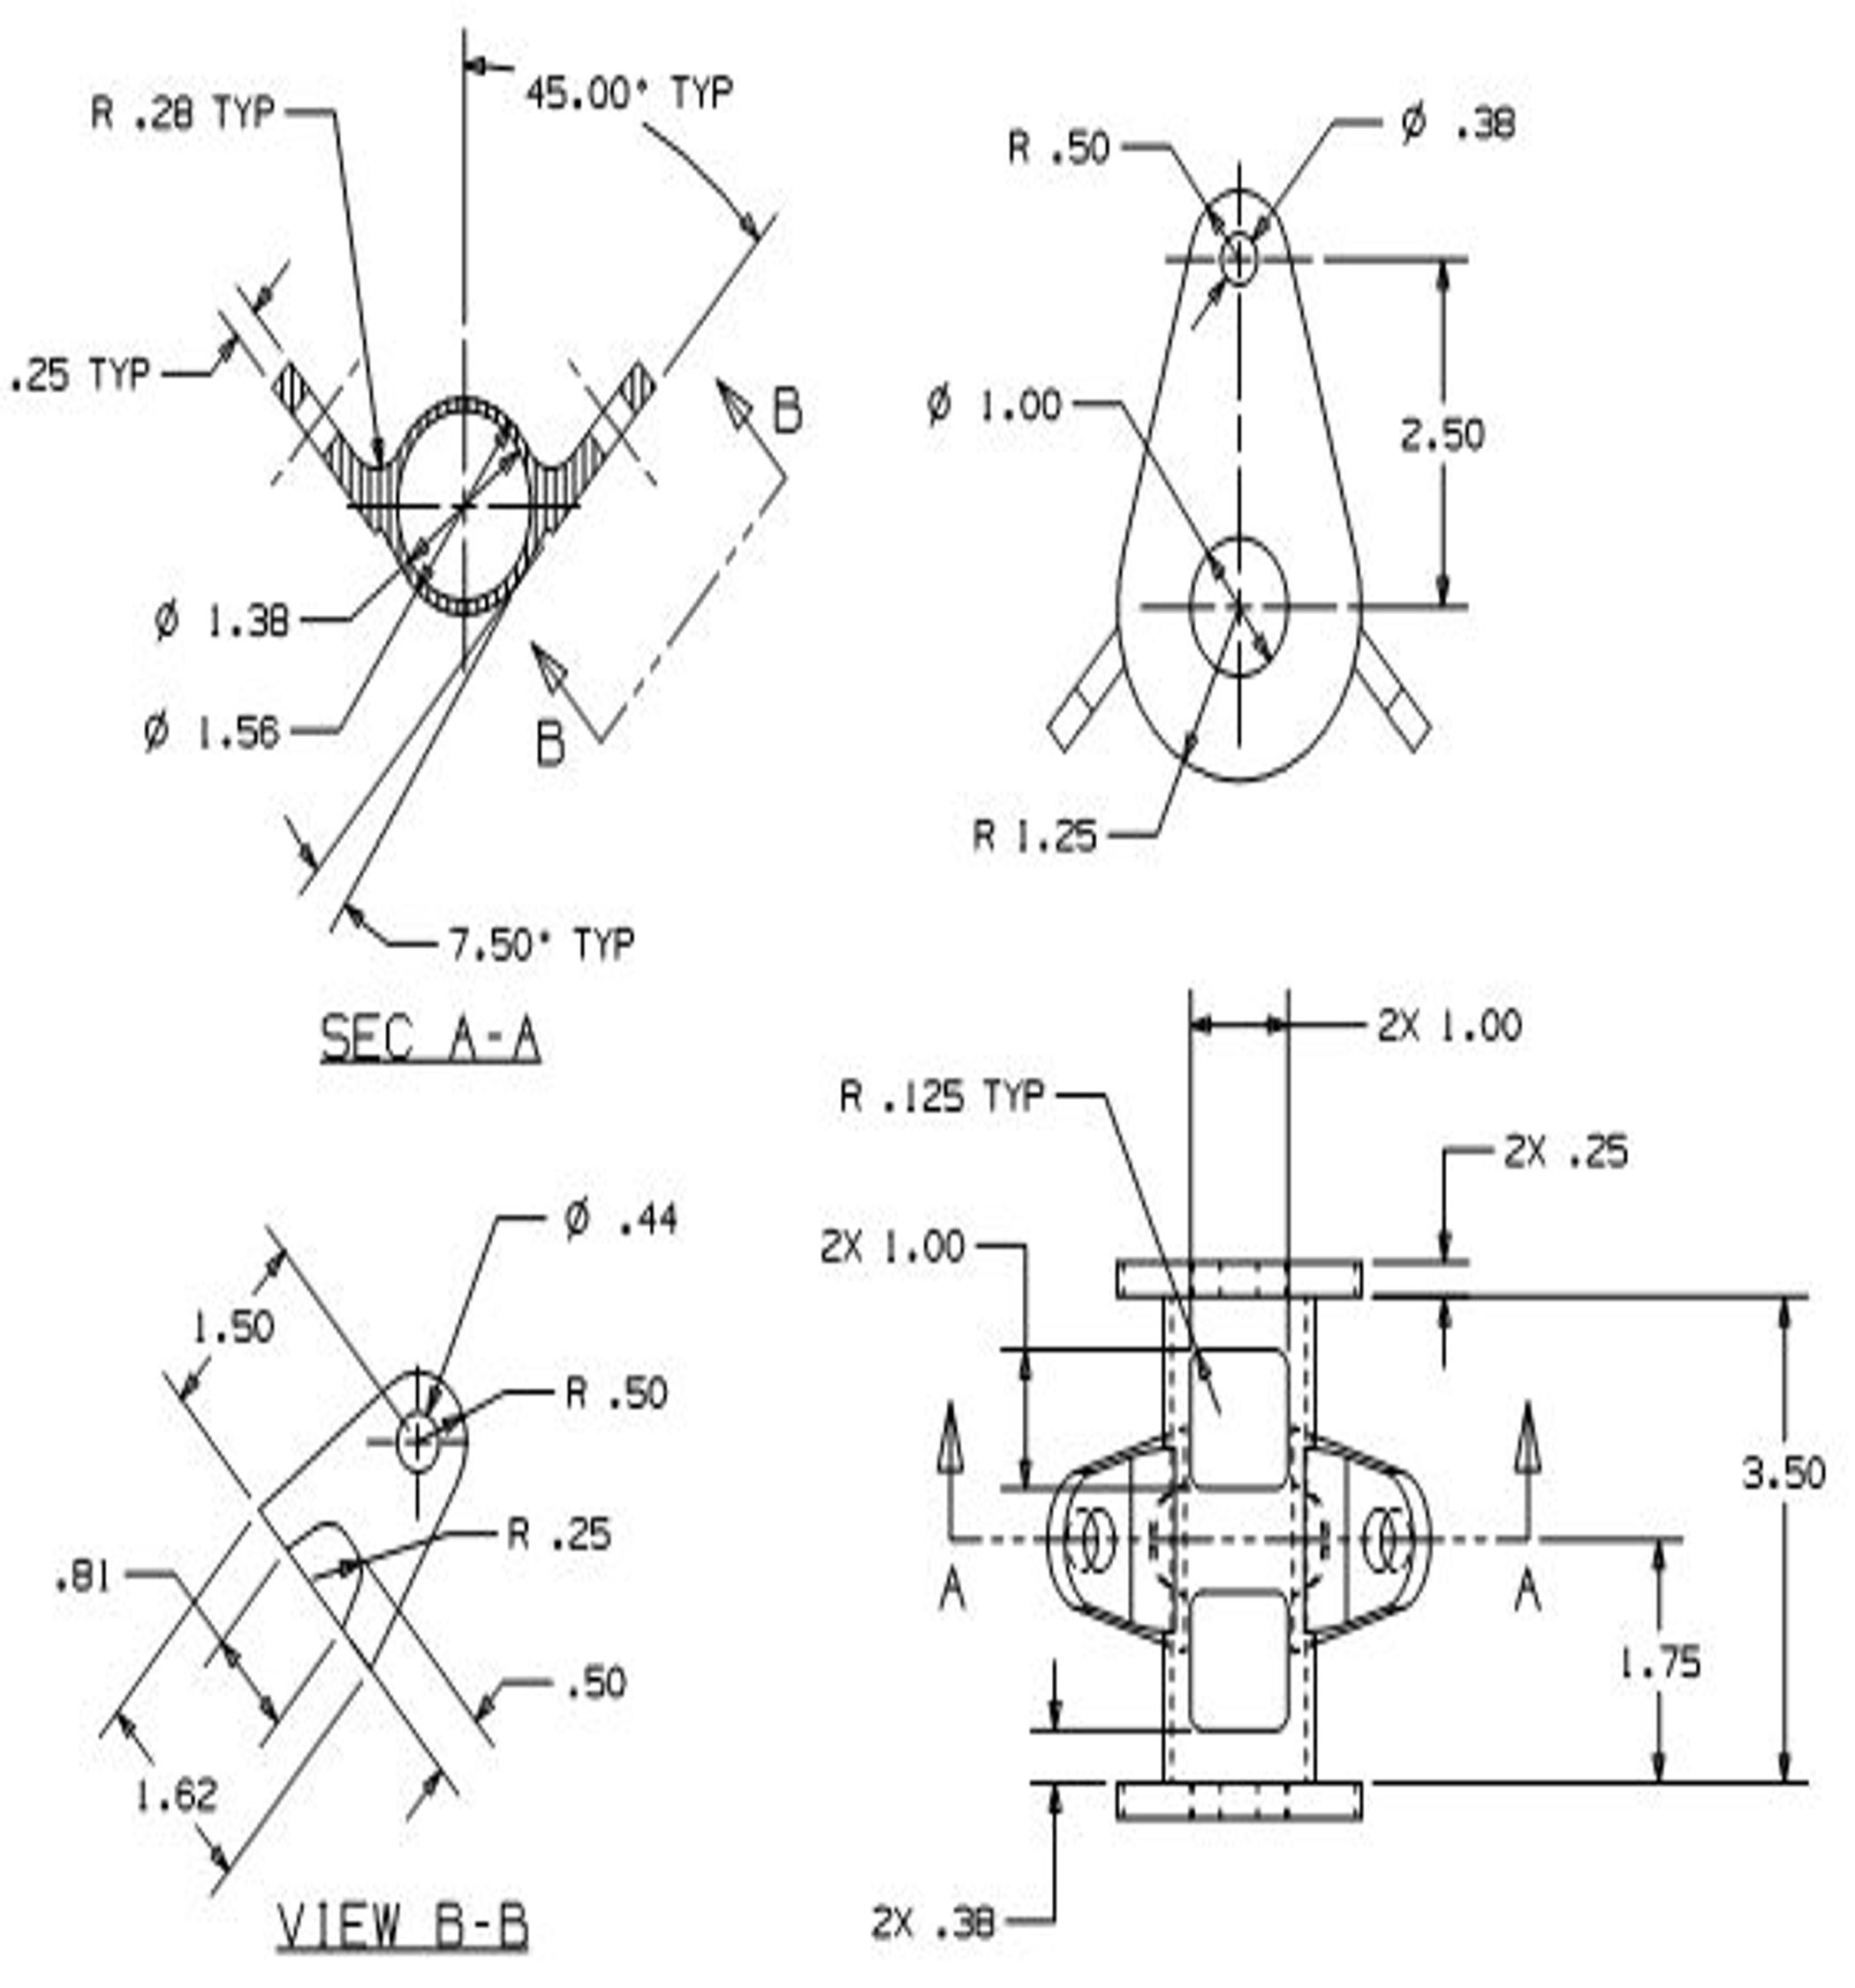 45.00° TYP
R .28 TYP
.25 TYP
B
B
Ø 1.38
Ø 1.56
7.50° TYP
SEC A-A
R .50
Ø .38
Ø 1.00
2.50
R 1.25
Ø .44
1.50
R .50
R .25
.81
.50
1.62
VIEW B-B
2X 1.00
R .125 TYP
2X .25
2X 1.00
3.50
A
A
1.75
2X .38